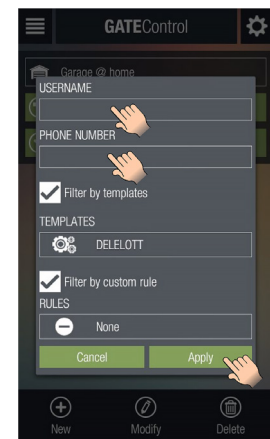 GATEControl
Garage @ home
USERNAME
PHONE NUMBER
Filter by templates
TEMPLATES
DELELOTT
Filter by custom rule
RULES
None
Cancel Apply
New Modify Delete